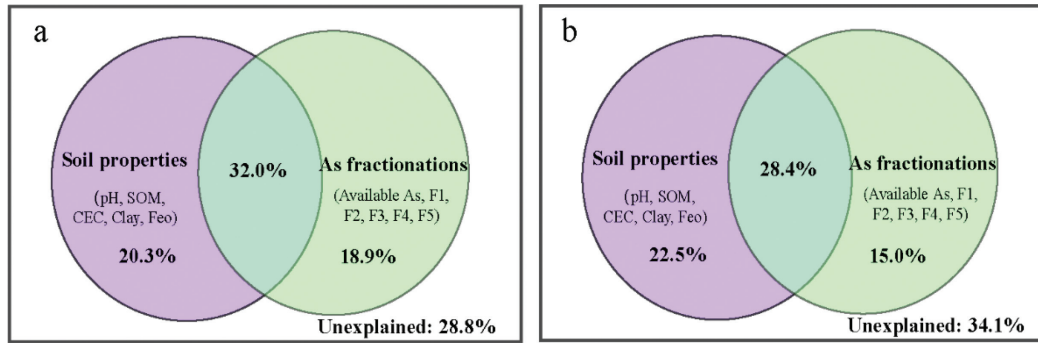 a
Soil properties
(pH, SOM,
CEC, Clay, Feo)
20.3%
32.0%
As fractionations
(Available As, F1,
F2, F3, F4, F5)
18.9%
Unexplained: 28.8%
b
Soil properties
(pH, SOM,
CEC, Clay, Feo)
22.5%
28.4%
As fractionations
(Available As, F1,
F2, F3, F4, F5)
15.0%
Unexplained: 34.1%